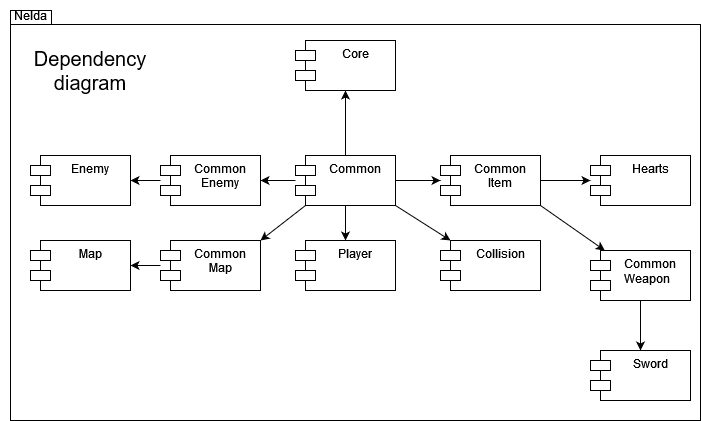 Nelda
Dependency
diagram
Core
Enemy
Common
Enemy
Common
Common
Item
Hearts
Map
Common
Map
Player
Collision
Common
Weapon
Sword